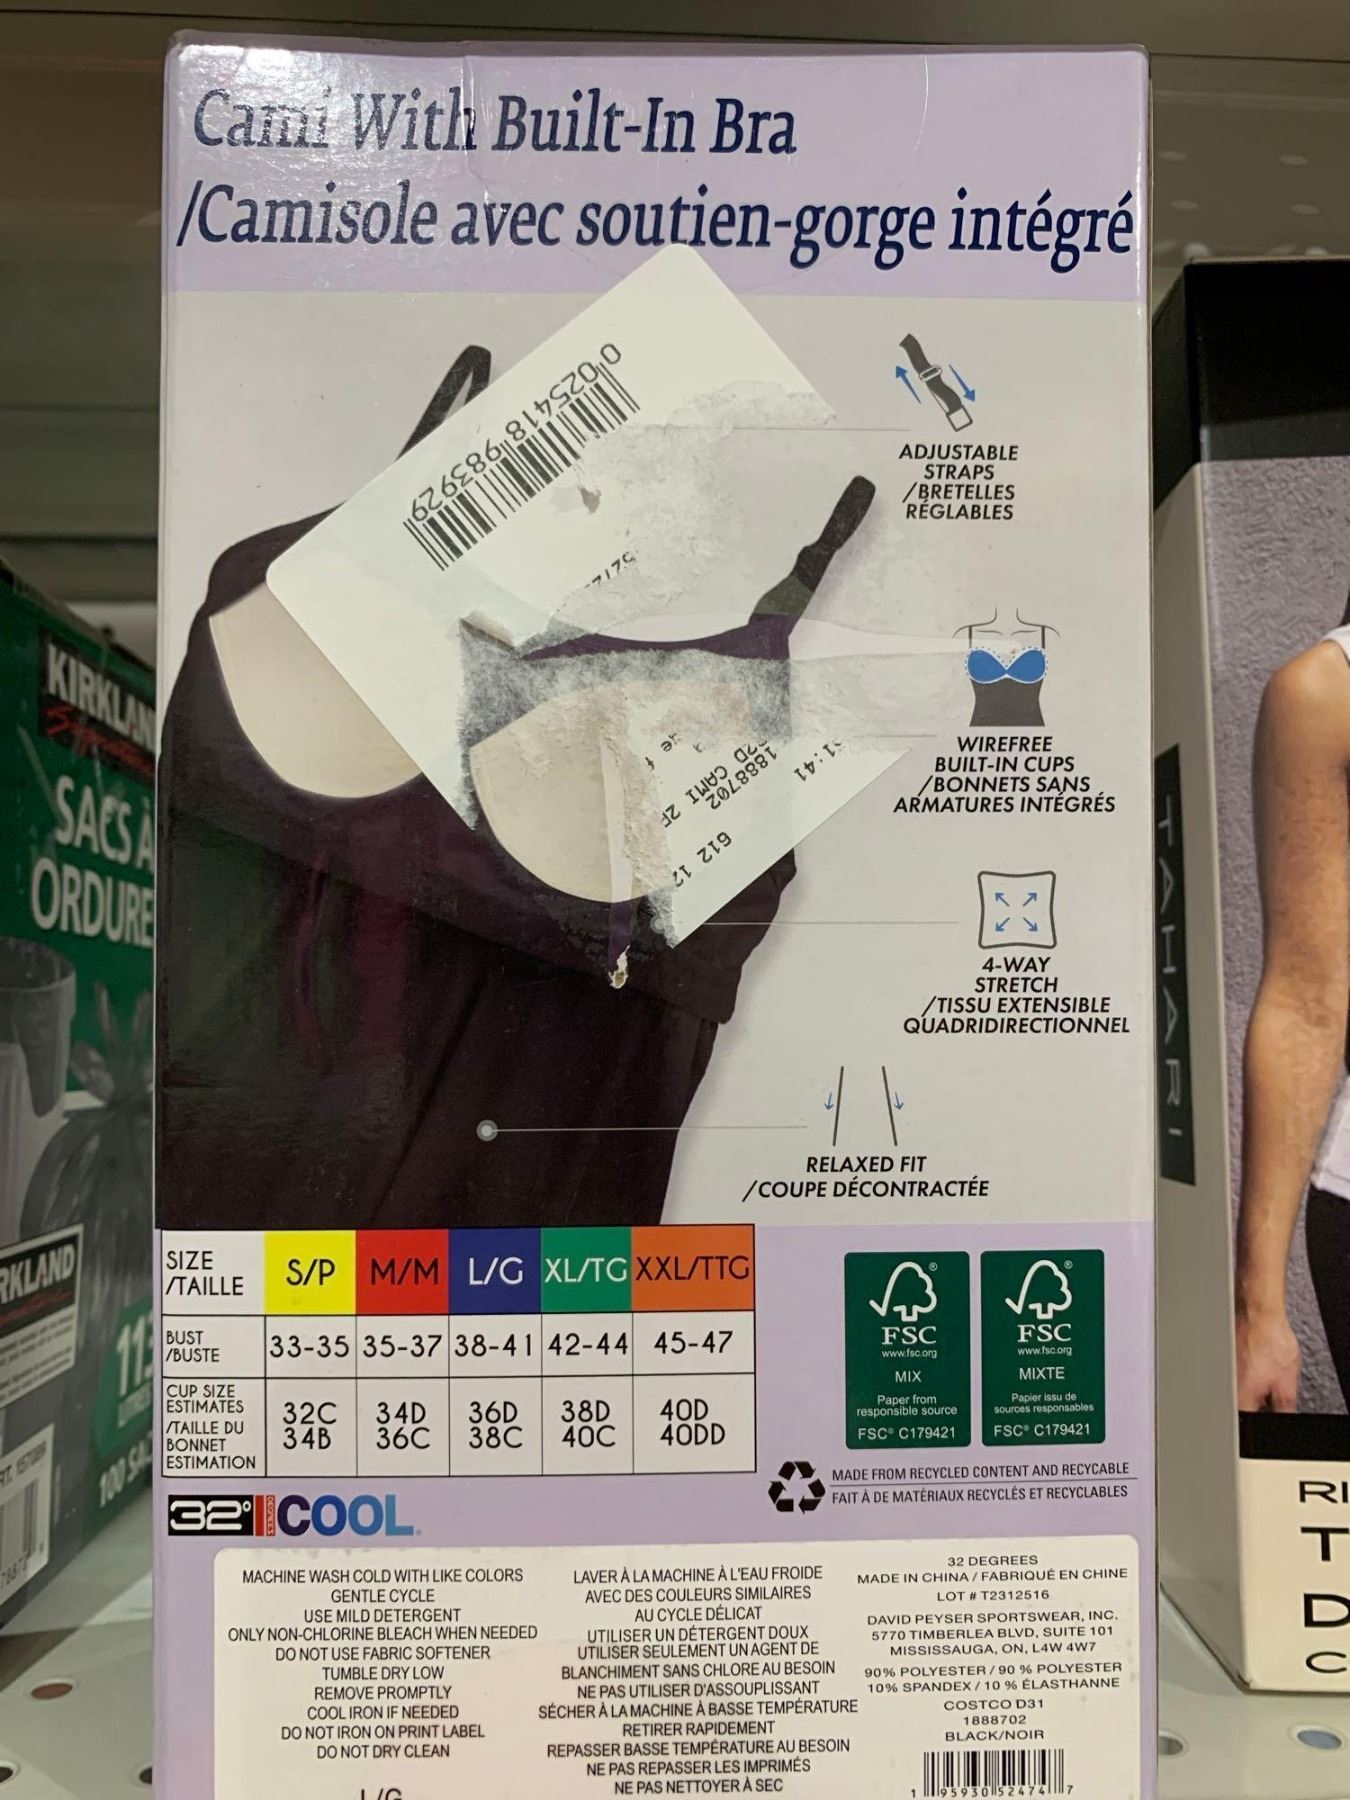 Cami With Built-In Bra
/Camisole avec soutien-gorge intégré
0 025418 983929
1888702
CAMI
612
ADJUSTABLE
STRAPS
/BRETELLES
RÉGLABLES
WIREFREE
BUILT-IN CUPS
/BONNETS SANS
ARMATURES INTÉGRÉS
4-WAY
STRETCH
/TISSU EXTENSIBLE
QUADRIDIRECTIONNEL
RELAXED FIT
/COUPE DÉCONTRACTÉE
SIZE
/TAILLE
S/P M/M L/G XL/TG XXL/TTG
BUST
/BUSTE
33-35 35-37 38-41 42-44 45-47
CUP SIZE
ESTIMATES
/TAILLE DU
BONNET
ESTIMATION
32C 34D 36D 38D 40D
34B 36C 38C 40C 40DD
FSC
www.fsc.org
MIX
Paper from
responsible source
FSC® C179421
FSC
www.fsc.org
MIXTE
Papier issu de
sources responsables
FSC® C179421
MADE FROM RECYCLED CONTENT AND RECYCABLE
FAIT À DE MATÉRIAUX RECYCLÉS ET RECYCLABLES
32° DEGREES COOL
MACHINE WASH COLD WITH LIKE COLORS
GENTLE CYCLE
USE MILD DETERGENT
ONLY NON-CHLORINE BLEACH WHEN NEEDED
DO NOT USE FABRIC SOFTENER
TUMBLE DRY LOW
REMOVE PROMPTLY
COOL IRON IF NEEDED
DO NOT IRON ON PRINT LABEL
DO NOT DRY CLEAN
L/G
LAVER À LA MACHINE À L'EAU FROIDE
AVEC DES COULEURS SIMILAIRES
AU CYCLE DÉLICAT
UTILISER UN DÉTERGENT DOUX
UTILISER SEULEMENT UN AGENT DE
BLANCHIMENT SANS CHLORE AU BESOIN
NE PAS UTILISER D'ASSOUPLISSANT
SÉCHER À LA MACHINE À BASSE TEMPÉRATURE
RETIRER RAPIDEMENT
REPASSER BASSE TEMPÉRATURE AU BESOIN
NE PAS REPASSER LES IMPRIMÉS
NE PAS NETTOYER À SEC
32 DEGREES
MADE IN CHINA / FABRIQUÉ EN CHINE
LOT # T2312516
DAVID PEYSER SPORTSWEAR, INC.
5770 TIMBERLEA BLVD, SUITE 101
MISSISSAUGA, ON, L4W 4W7
90% POLYESTER / 90 % POLYESTER
10% SPANDEX / 10 % ÉLASTHANNE
COSTCO D31
1888702
BLACK/NOIR
1 95930 52474 7
KIRKLAN
SACS À
ORDURE
RKLAND
100
TAHARI
RI
T
D
C